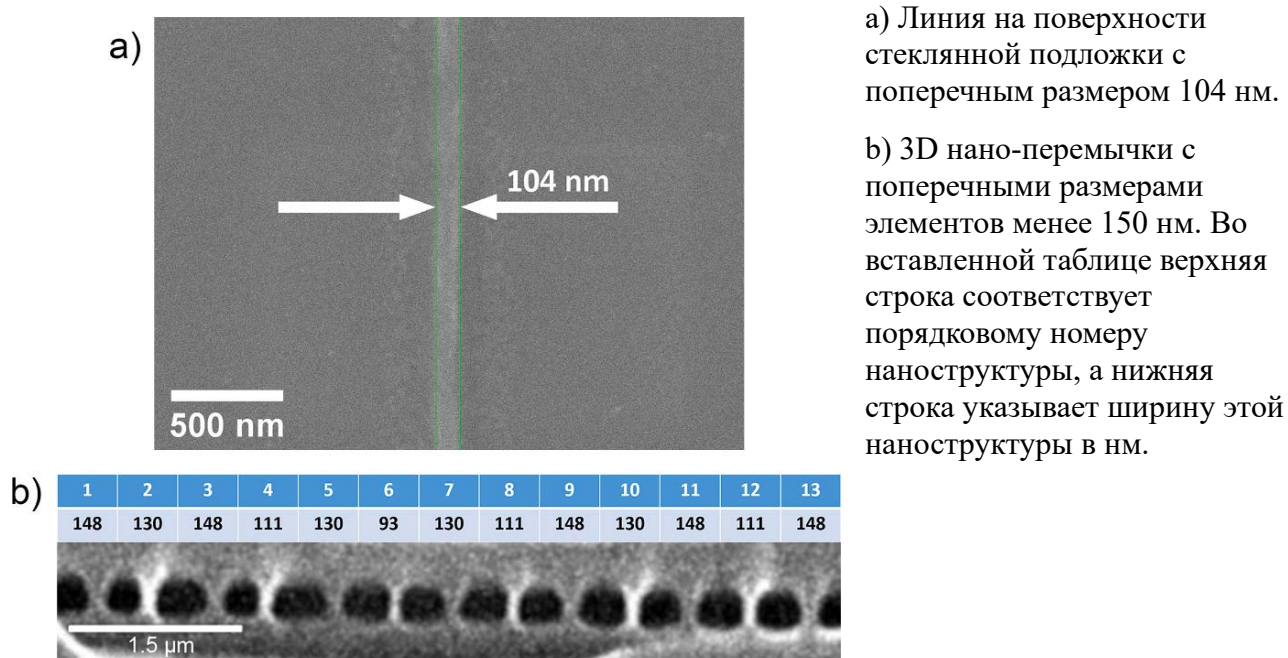 a)
104 nm
500 nm
a) Линия на поверхности
стеклянной подложки с
поперечным размером 104 нм.
b) 3D нано-перемычки с
поперечными размерами
элементов менее 150 нм. Во
вставленной таблице верхняя
строка соответствует
порядковому номеру
наноструктуры, а нижняя
строка указывает ширину этой
наноструктуры в нм.
b)
1 2 3 4 5 6 7 8 9 10 11 12 13
148 130 148 111 130 93 130 111 148 130 148 111 148
1.5 μm